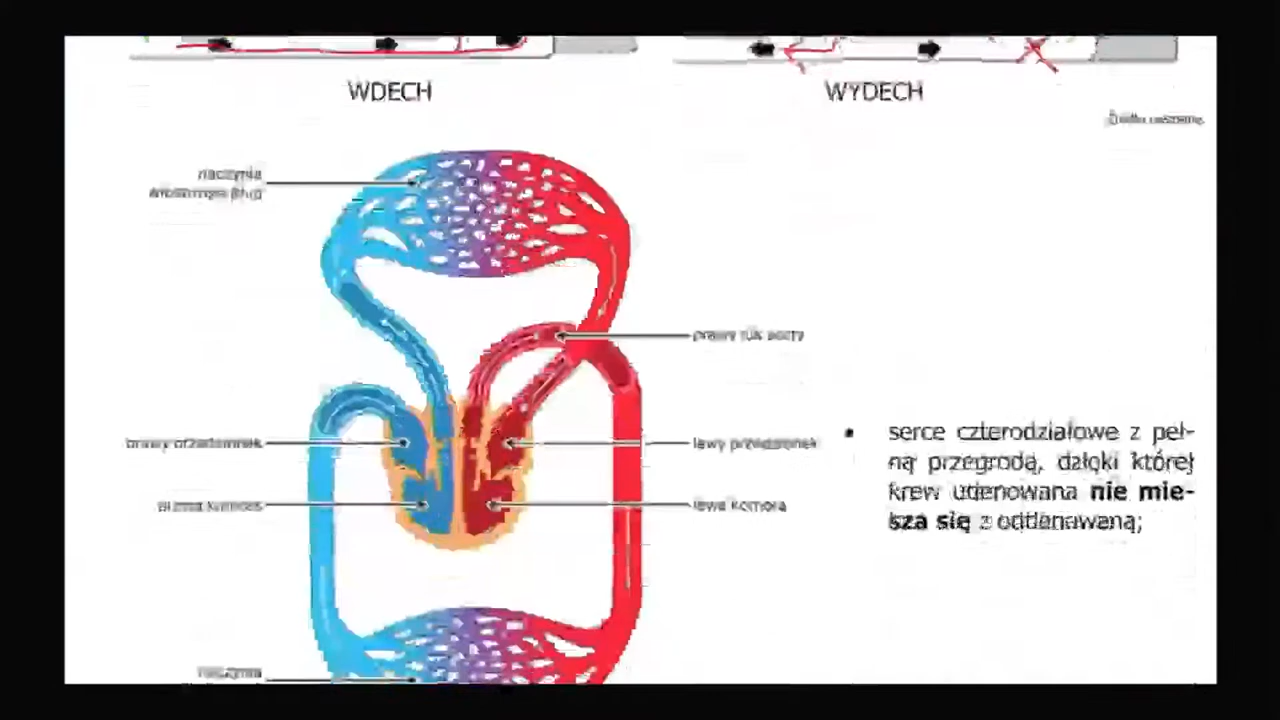 WDECH
WYDECH
naczynia
prawy łuk aorty
prawy przedsionek
lewy przedsionek
prawa komora
lewa komora
• serce czterodziałowe z peł-
ną przegrodą, dzięki której
krew utlenowana nie mie-
sza się z odtlenowaną;
naczynia